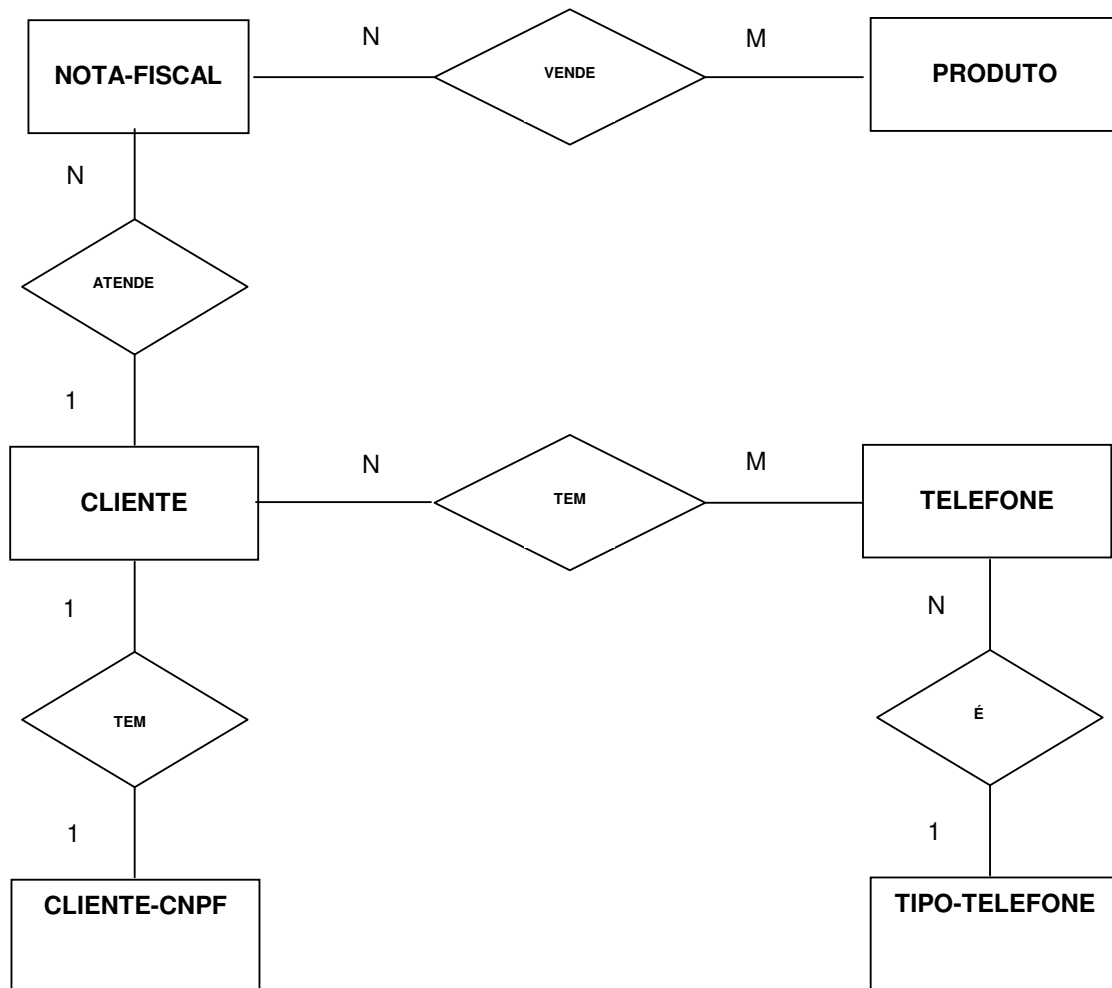 NOTA-FISCAL
N
VENDE
M
PRODUTO
N
ATENDE
1
CLIENTE
N
TEM
M
TELEFONE
1
TEM
1
CLIENTE-CNPF
N
É
1
TIPO-TELEFONE